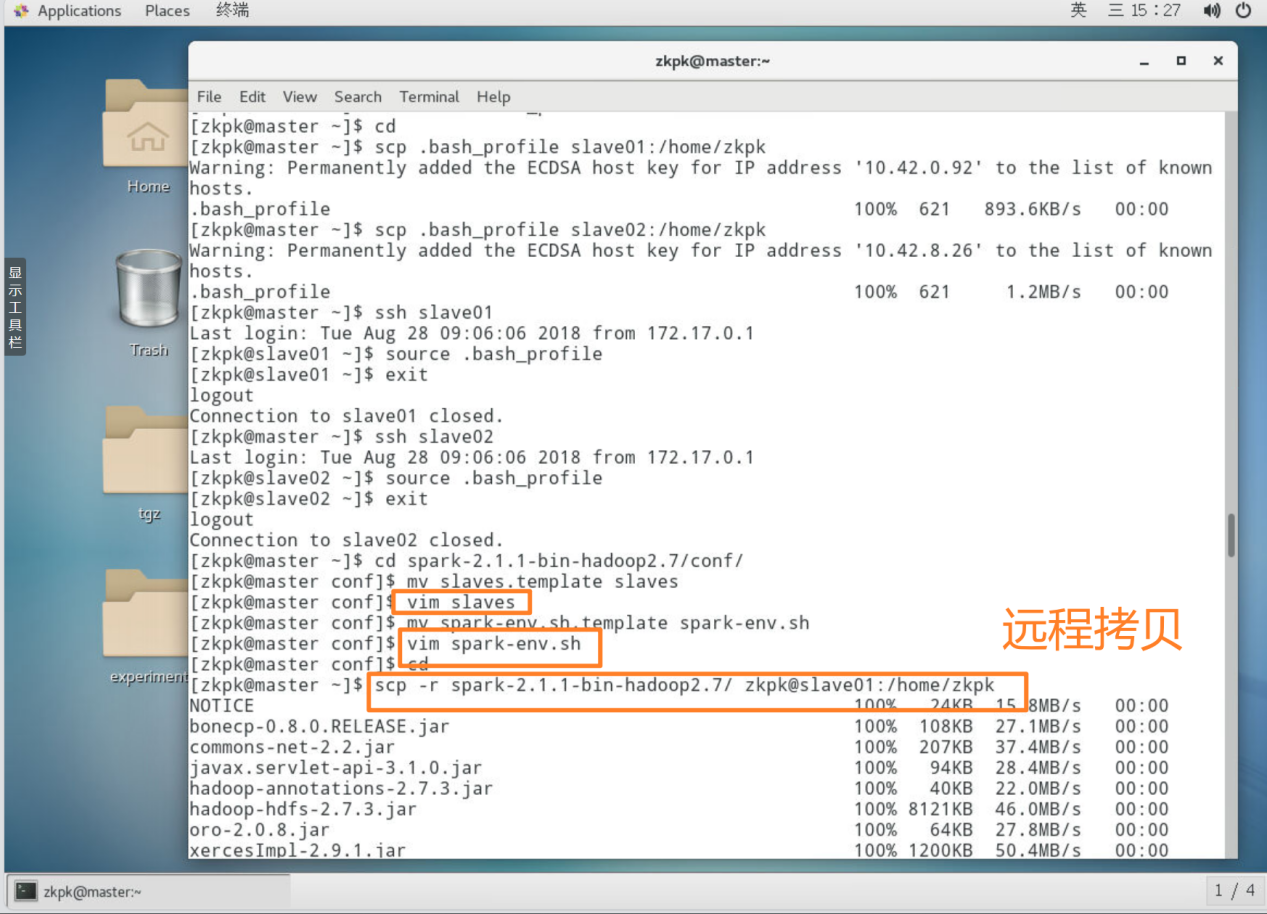 Applications Places 终端 英 三 15：27
zkpk@master:~
File Edit View Search Terminal Help
[zkpk@master ~]$ cd
[zkpk@master ~]$ scp .bash_profile slave01:/home/zkpk
Warning: Permanently added the ECDSA host key for IP address '10.42.0.92' to the list of known
hosts.
.bash_profile 100% 621 893.6KB/s 00:00
[zkpk@master ~]$ scp .bash_profile slave02:/home/zkpk
Warning: Permanently added the ECDSA host key for IP address '10.42.8.26' to the list of known
hosts.
.bash_profile 100% 621 1.2MB/s 00:00
[zkpk@master ~]$ ssh slave01
Last login: Tue Aug 28 09:06:06 2018 from 172.17.0.1
[zkpk@slave01 ~]$ source .bash_profile
[zkpk@slave01 ~]$ exit
logout
Connection to slave01 closed.
[zkpk@master ~]$ ssh slave02
Last login: Tue Aug 28 09:06:06 2018 from 172.17.0.1
[zkpk@slave02 ~]$ source .bash_profile
[zkpk@slave02 ~]$ exit
logout
Connection to slave02 closed.
[zkpk@master ~]$ cd spark-2.1.1-bin-hadoop2.7/conf/
[zkpk@master conf]$ mv slaves.template slaves
[zkpk@master conf]$ vim slaves
[zkpk@master conf]$ mv spark-env.sh.template spark-env.sh
[zkpk@master conf]$ vim spark-env.sh
[zkpk@master conf]$ cd
[zkpk@master ~]$ scp -r spark-2.1.1-bin-hadoop2.7/ zkpk@slave01:/home/zkpk
NOTICE 100% 24KB 15.8MB/s 00:00
bonecp-0.8.0.RELEASE.jar 100% 108KB 27.1MB/s 00:00
commons-net-2.2.jar 100% 207KB 37.4MB/s 00:00
javax.servlet-api-3.1.0.jar 100% 94KB 28.4MB/s 00:00
hadoop-annotations-2.7.3.jar 100% 40KB 22.0MB/s 00:00
hadoop-hdfs-2.7.3.jar 100% 8121KB 46.0MB/s 00:00
oro-2.0.8.jar 100% 64KB 27.8MB/s 00:00
xercesImpl-2.9.1.jar 100% 1200KB 50.4MB/s 00:00
远程拷贝
Home
Trash
tgz
experiment
显示工具栏
zkpk@master:~
1 / 4